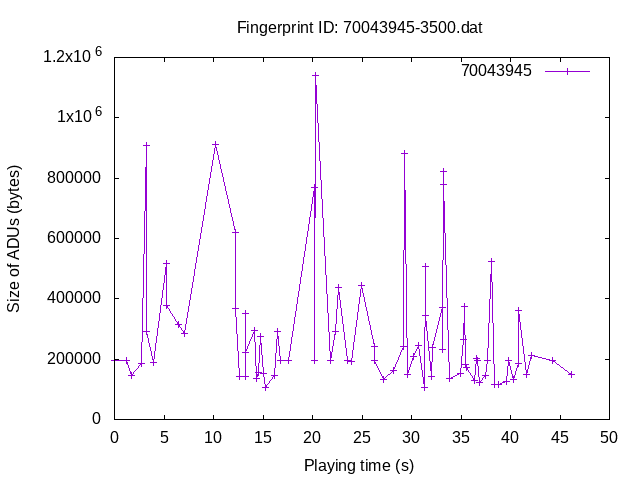 Fingerprint ID: 70043945-3500.dat
70043945
Size of ADUs (bytes)
1.2x10^6
1x10^6
800000
600000
400000
200000
0
0 5 10 15 20 25 30 35 40 45 50
Playing time (s)